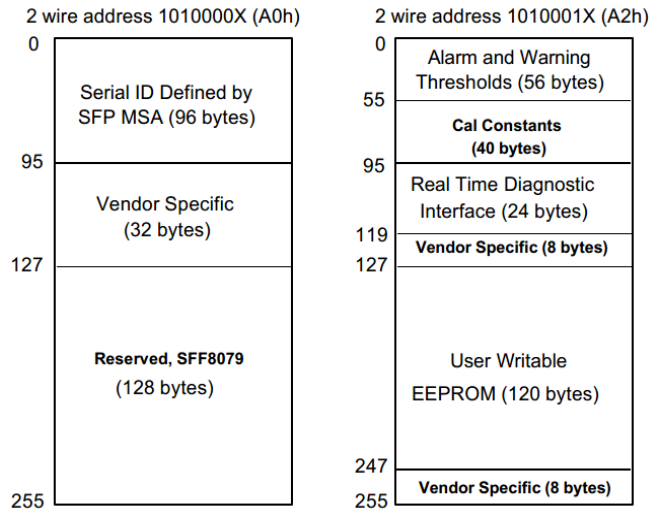 2 wire address 1010000X (A0h)
0
Serial ID Defined by
SFP MSA (96 bytes)
95
Vendor Specific
(32 bytes)
127
Reserved, SFF8079
(128 bytes)
255
2 wire address 1010001X (A2h)
0
Alarm and Warning
Thresholds (56 bytes)
55
Cal Constants
(40 bytes)
95
Real Time Diagnostic
Interface (24 bytes)
119
Vendor Specific (8 bytes)
127
User Writable
EEPROM (120 bytes)
247
Vendor Specific (8 bytes)
255